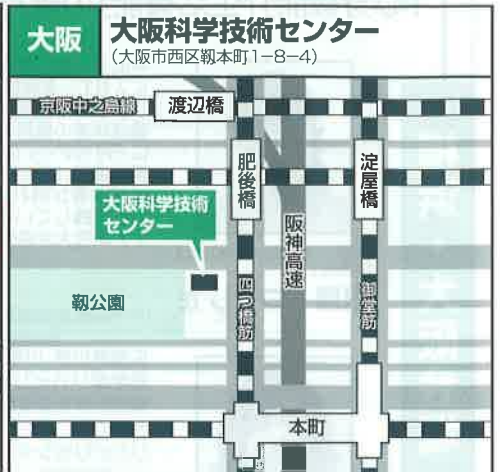 大阪
大阪科学技術センター
（大阪市西区靱本町1－8－4）
京阪中之島線
渡辺橋
肥後橋
淀屋橋
大阪科学技術
センター
阪神高速
靱公園
四つ橋筋
御堂筋
本町